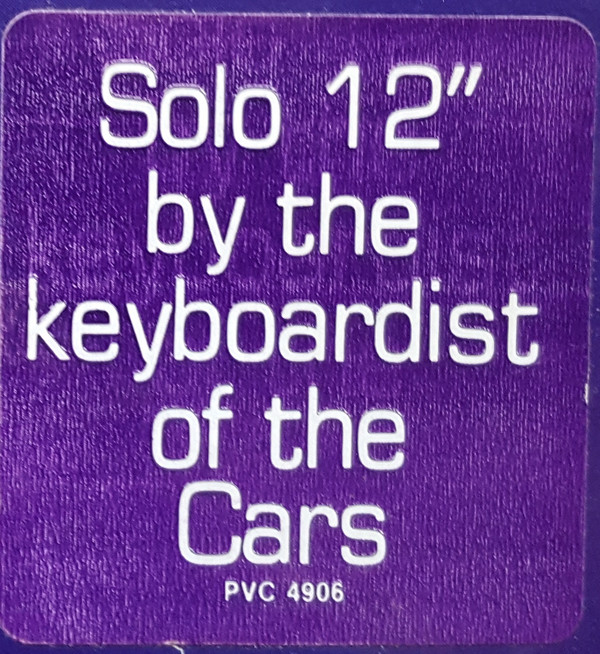 Solo 12"
by the
keyboardist
of the
Cars
PVC 4906